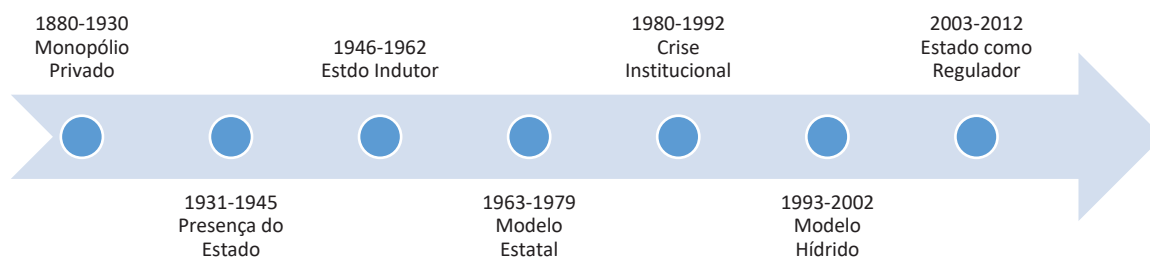 1880-1930
Monopólio
Privado
1931-1945
Presença do
Estado
1946-1962
Estdo Indutor
1963-1979
Modelo
Estatal
1980-1992
Crise
Institucional
1993-2002
Modelo
Hídrido
2003-2012
Estado como
Regulador